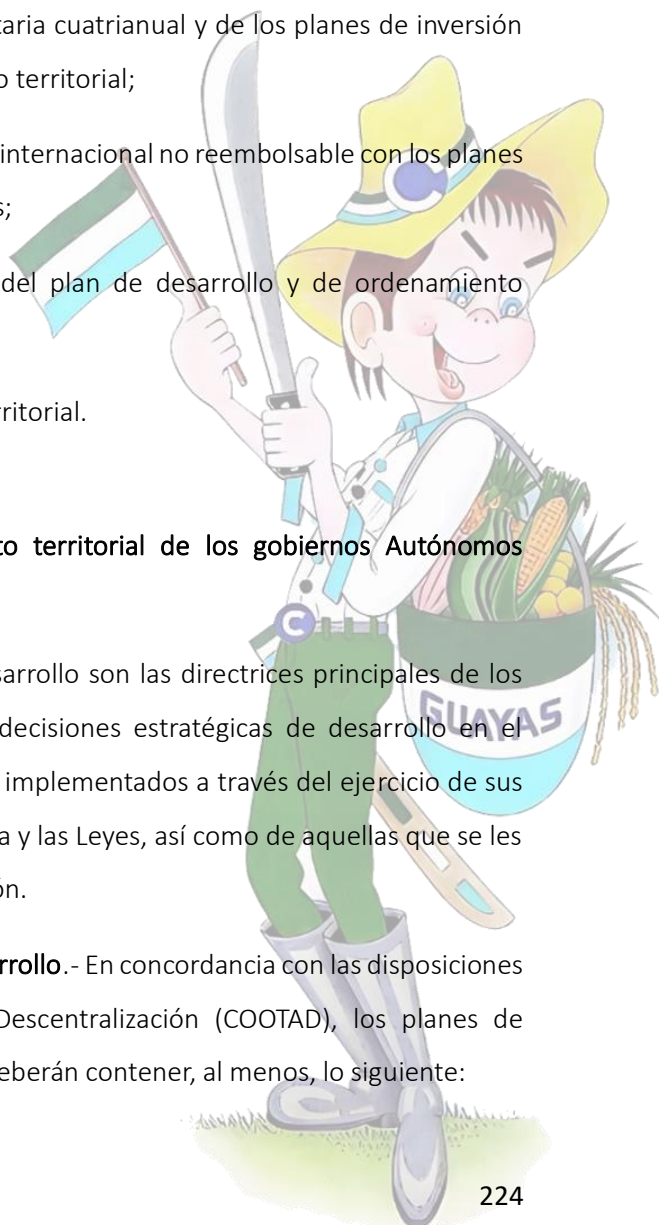 taria cuatrianual y de los planes de inversión
o territorial;
internacional no reembolsable con los planes
s;
del plan de desarrollo y de ordenamiento
rritorial.
to territorial de los gobiernos Autónomos
sarrollo son las directrices principales de los
decisiones estratégicas de desarrollo en el
implementados a través del ejercicio de sus
a y las Leyes, así como de aquellas que se les
ón.
rrollo.- En concordancia con las disposiciones
Descentralización (COOTAD), los planes de
deberán contener, al menos, lo siguiente:
C
C
GUAYAS
224